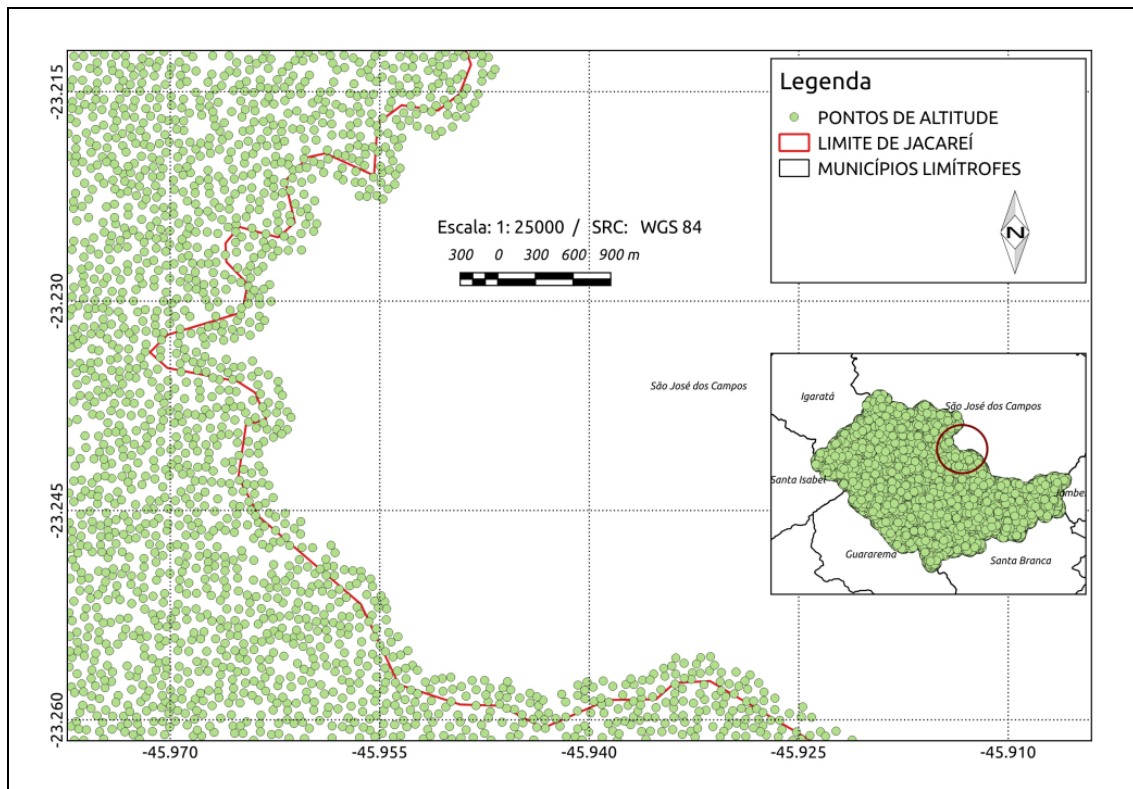 Legenda
PONTOS DE ALTITUDE
LIMITE DE JACAREÍ
MUNICÍPIOS LIMÍTROFES
N
Escala: 1: 25000 / SRC: WGS 84
300 0 300 600 900 m
São José dos Campos
Igaratá
São José dos Campos
Santa Isabel
Jambe
Guararema
Santa Branca
-23.215
-23.230
-23.245
-23.260
-45.970
-45.955
-45.940
-45.925
-45.910